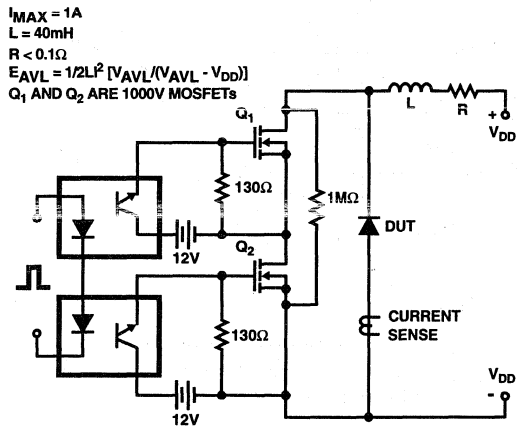 IMAX = 1A
L = 40mH
R < 0.1Ω
EAVL = 1/2LI² [VAVL/(VAVL - VDD)]
Q1 AND Q2 ARE 1000V MOSFETs
Q1
L
R
+
VDD
130Ω
1MΩ
DUT
12V
Q2
130Ω
CURRENT
SENSE
VDD
-
12V